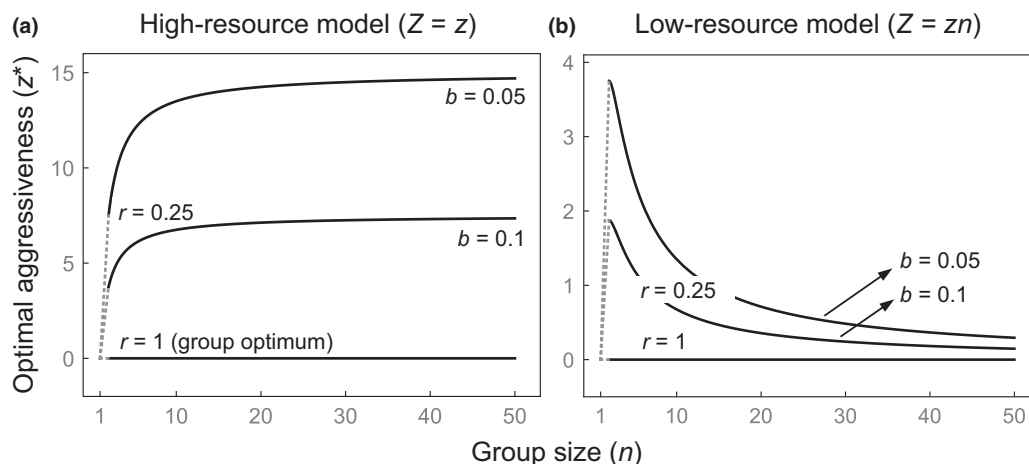 (a) High-resource model (Z = z)
(b) Low-resource model (Z = zn)
Optimal aggressiveness (z*)
15
10
5
0
b = 0.05
r = 0.25
b = 0.1
r = 1 (group optimum)
1 10 20 30 40 50
4
3
2
1
0
b = 0.05
b = 0.1
r = 0.25
r = 1
1 10 20 30 40 50
Group size (n)